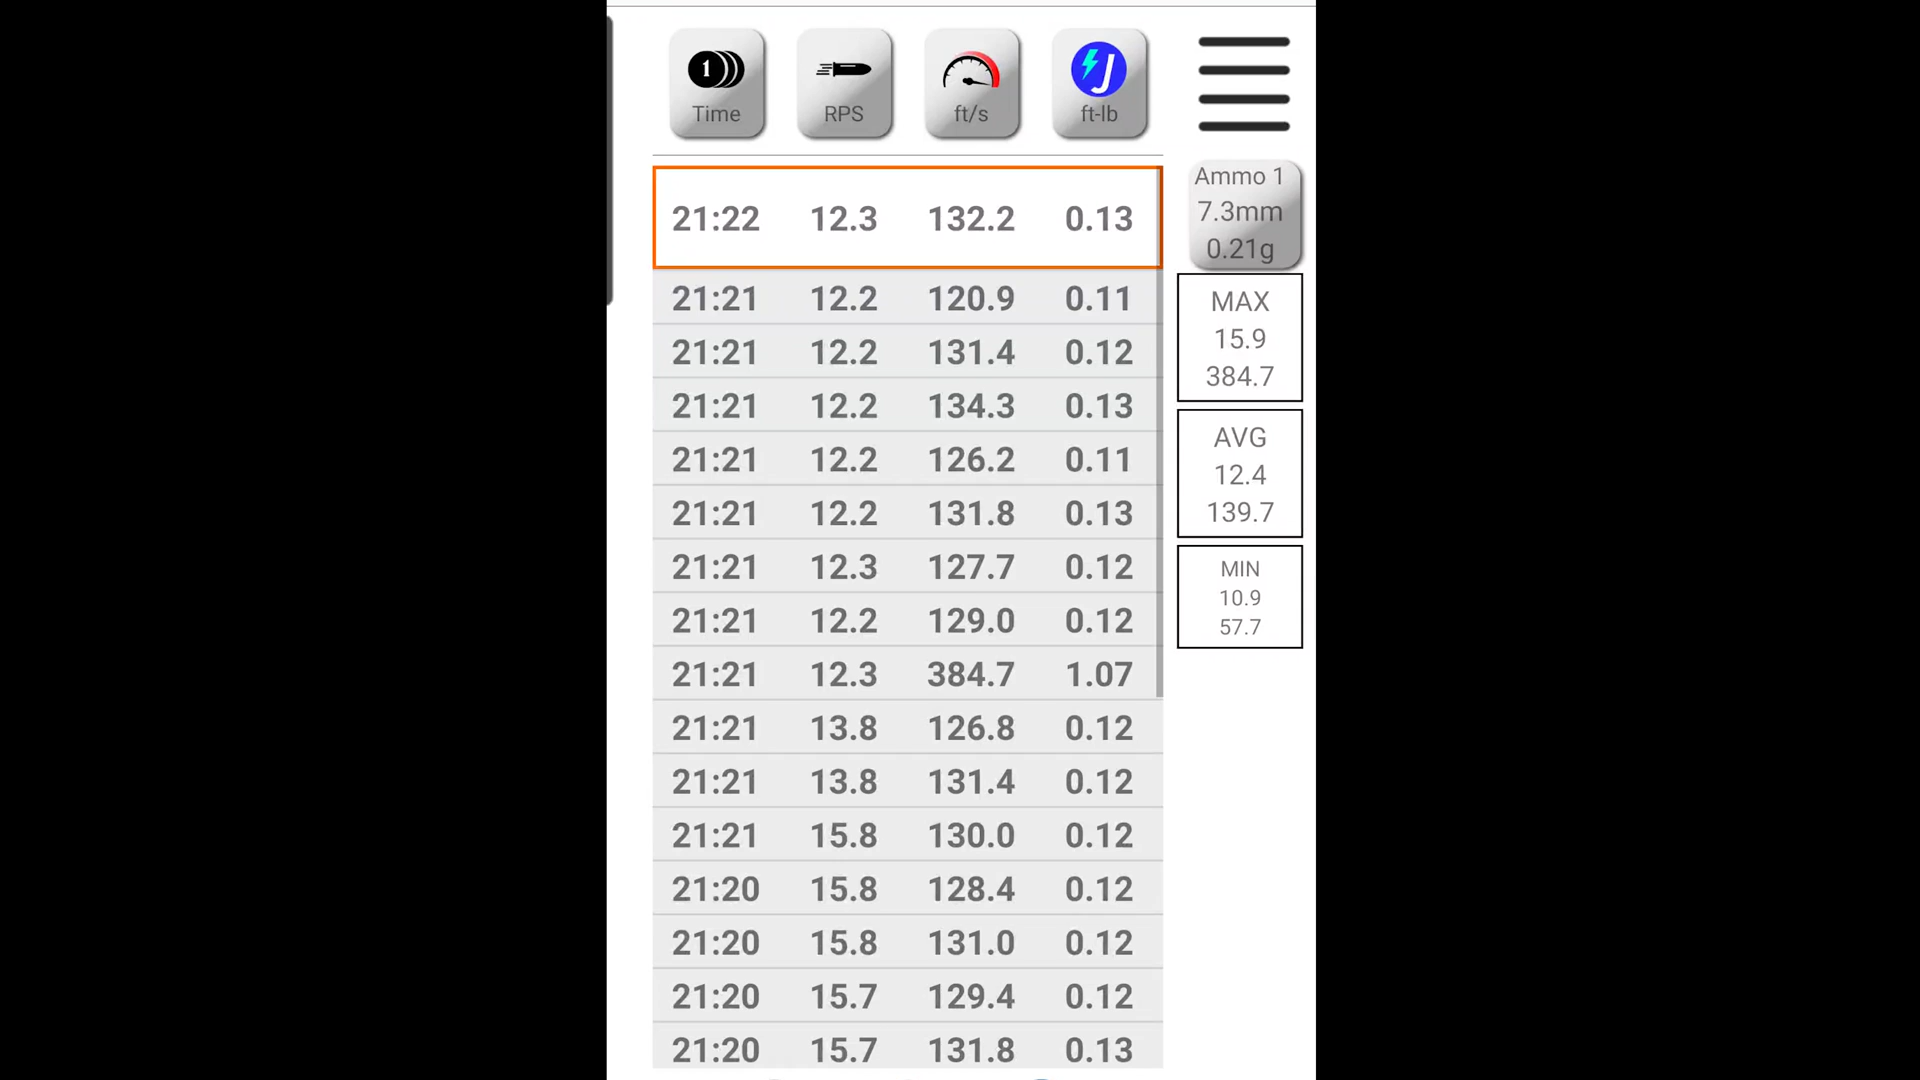 1
Time RPS ft/s ft-lb
J
21:22 12.3 132.2 0.13
21:21 12.2 120.9 0.11
21:21 12.2 131.4 0.12
21:21 12.2 134.3 0.13
21:21 12.2 126.2 0.11
21:21 12.2 131.8 0.13
21:21 12.3 127.7 0.12
21:21 12.2 129.0 0.12
21:21 12.3 384.7 1.07
21:21 13.8 126.8 0.12
21:21 13.8 131.4 0.12
21:21 15.8 130.0 0.12
21:20 15.8 128.4 0.12
21:20 15.8 131.0 0.12
21:20 15.7 129.4 0.12
21:20 15.7 131.8 0.13
Ammo 1
7.3mm
0.21g
MAX
15.9
384.7
AVG
12.4
139.7
MIN
10.9
57.7